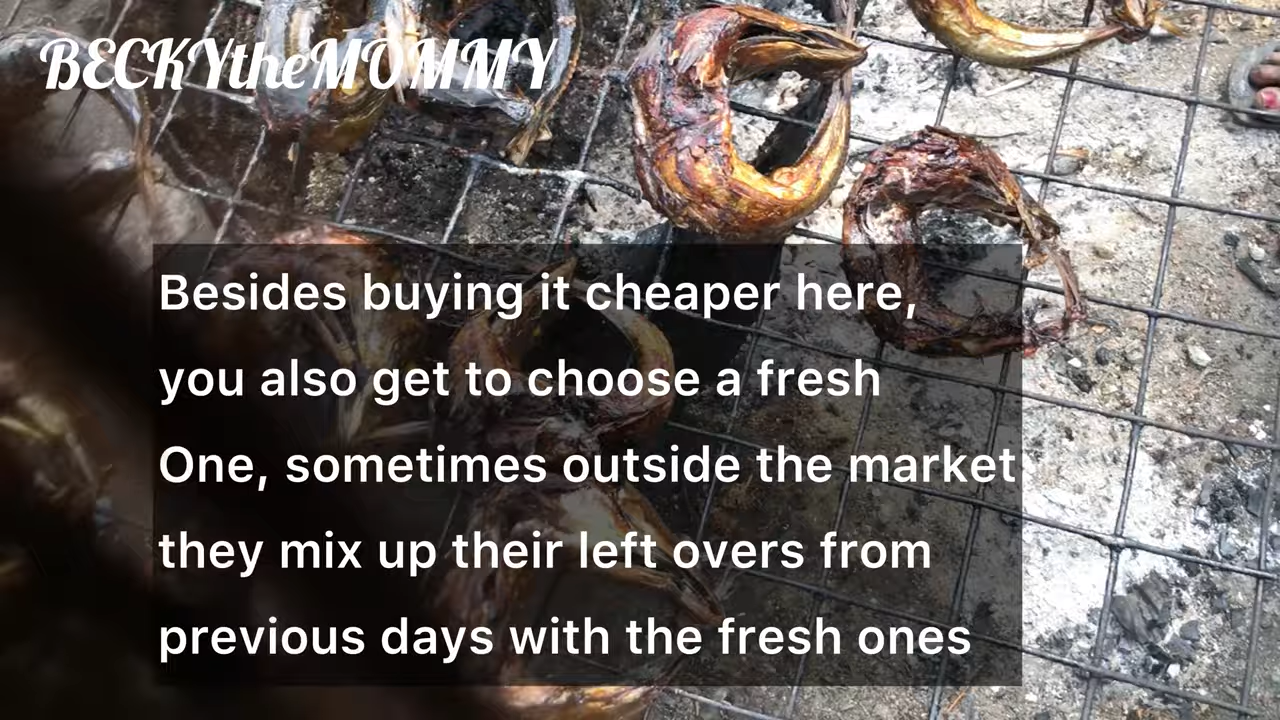 BECKYtheMOMMY
Besides buying it cheaper here,
you also get to choose a fresh
One, sometimes outside the market
they mix up their left overs from
previous days with the fresh ones